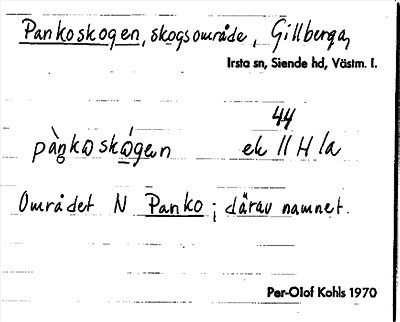 Pankoskogen, skogsområde, Gillberga,
Irsta sn, Siende hd, Västm. l.
44
pàŋkωskógωn ek 11 H 1a
Området N Panko; därav namnet.
Per-Olof Kohls 1970